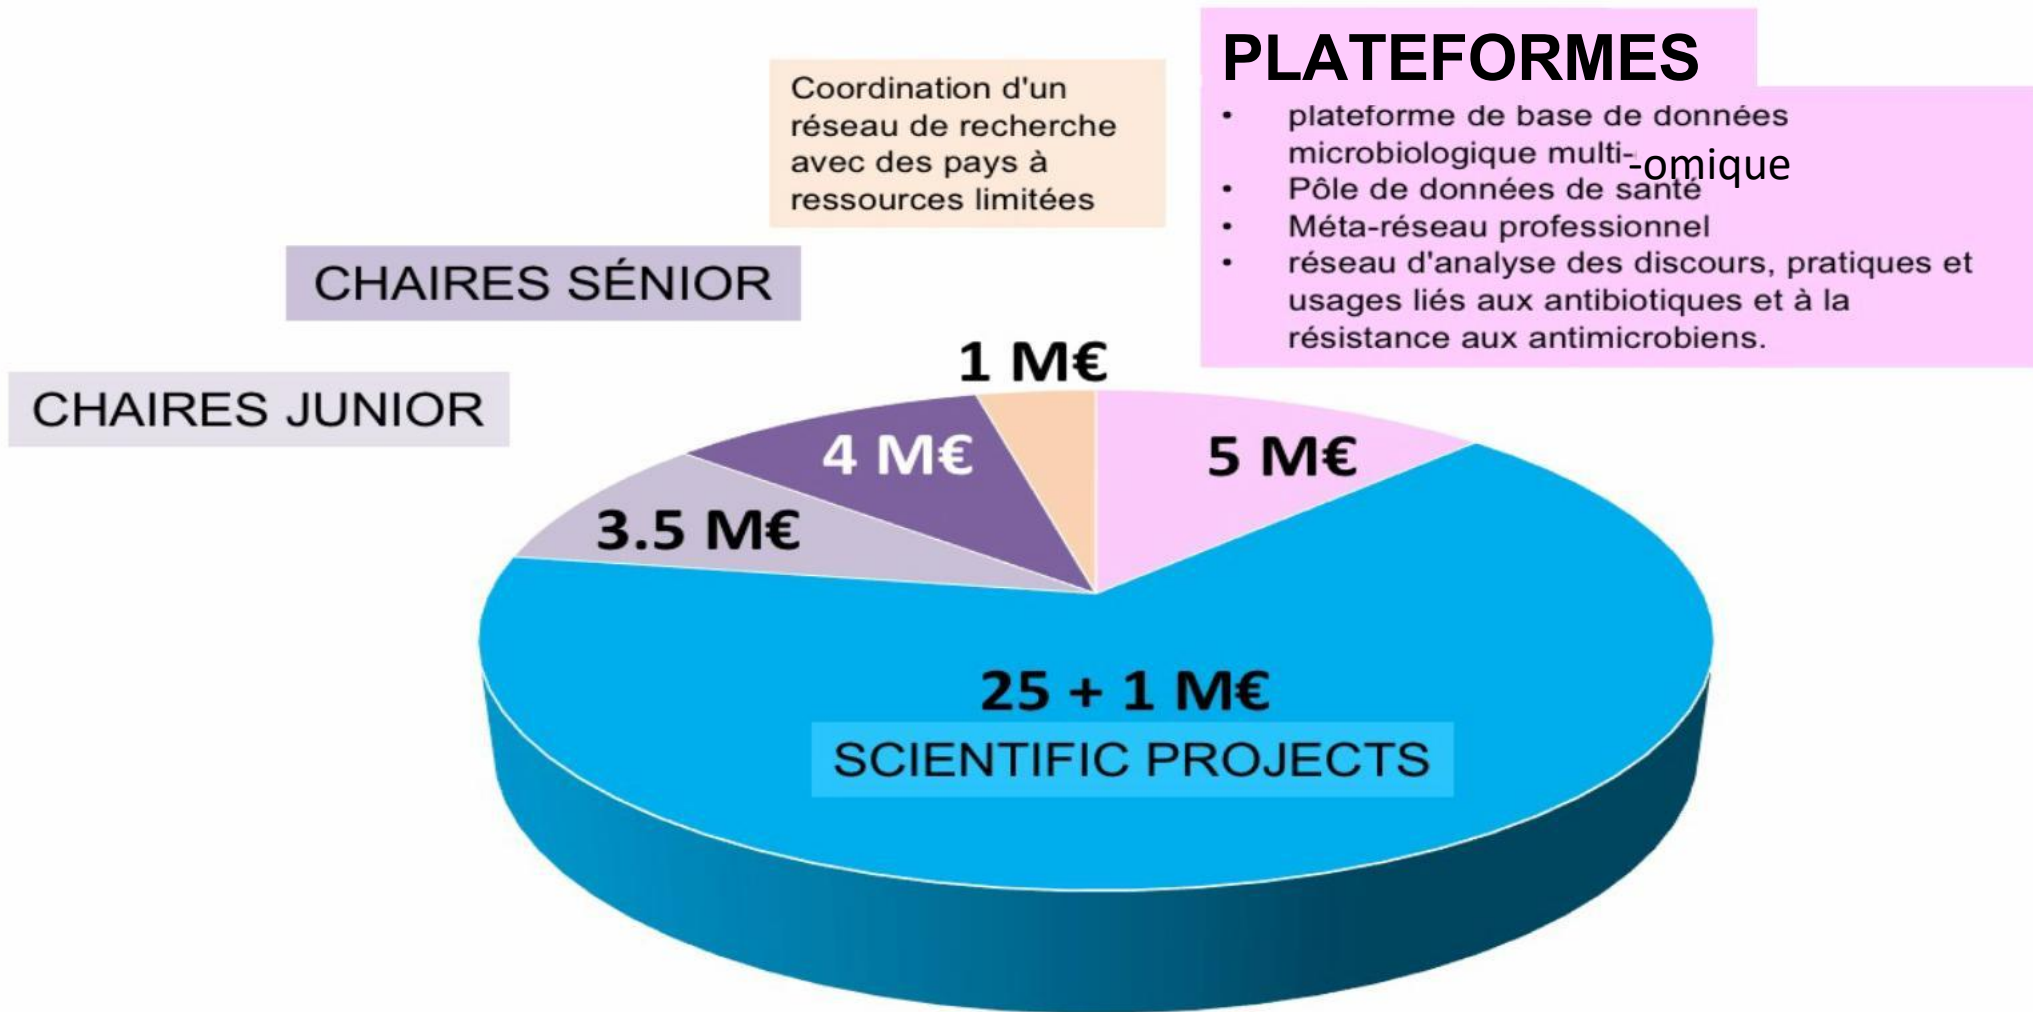 PLATEFORMES
• plateforme de base de données
microbiologique multi-
-omique
• Pôle de données de santé
• Méta-réseau professionnel
• réseau d'analyse des discours, pratiques et
usages liés aux antibiotiques et à la
résistance aux antimicrobiens.
Coordination d'un
réseau de recherche
avec des pays à
ressources limitées
CHAIRES SÉNIOR
CHAIRES JUNIOR
1 M€
4 M€
5 M€
3.5 M€
25 + 1 M€
SCIENTIFIC PROJECTS